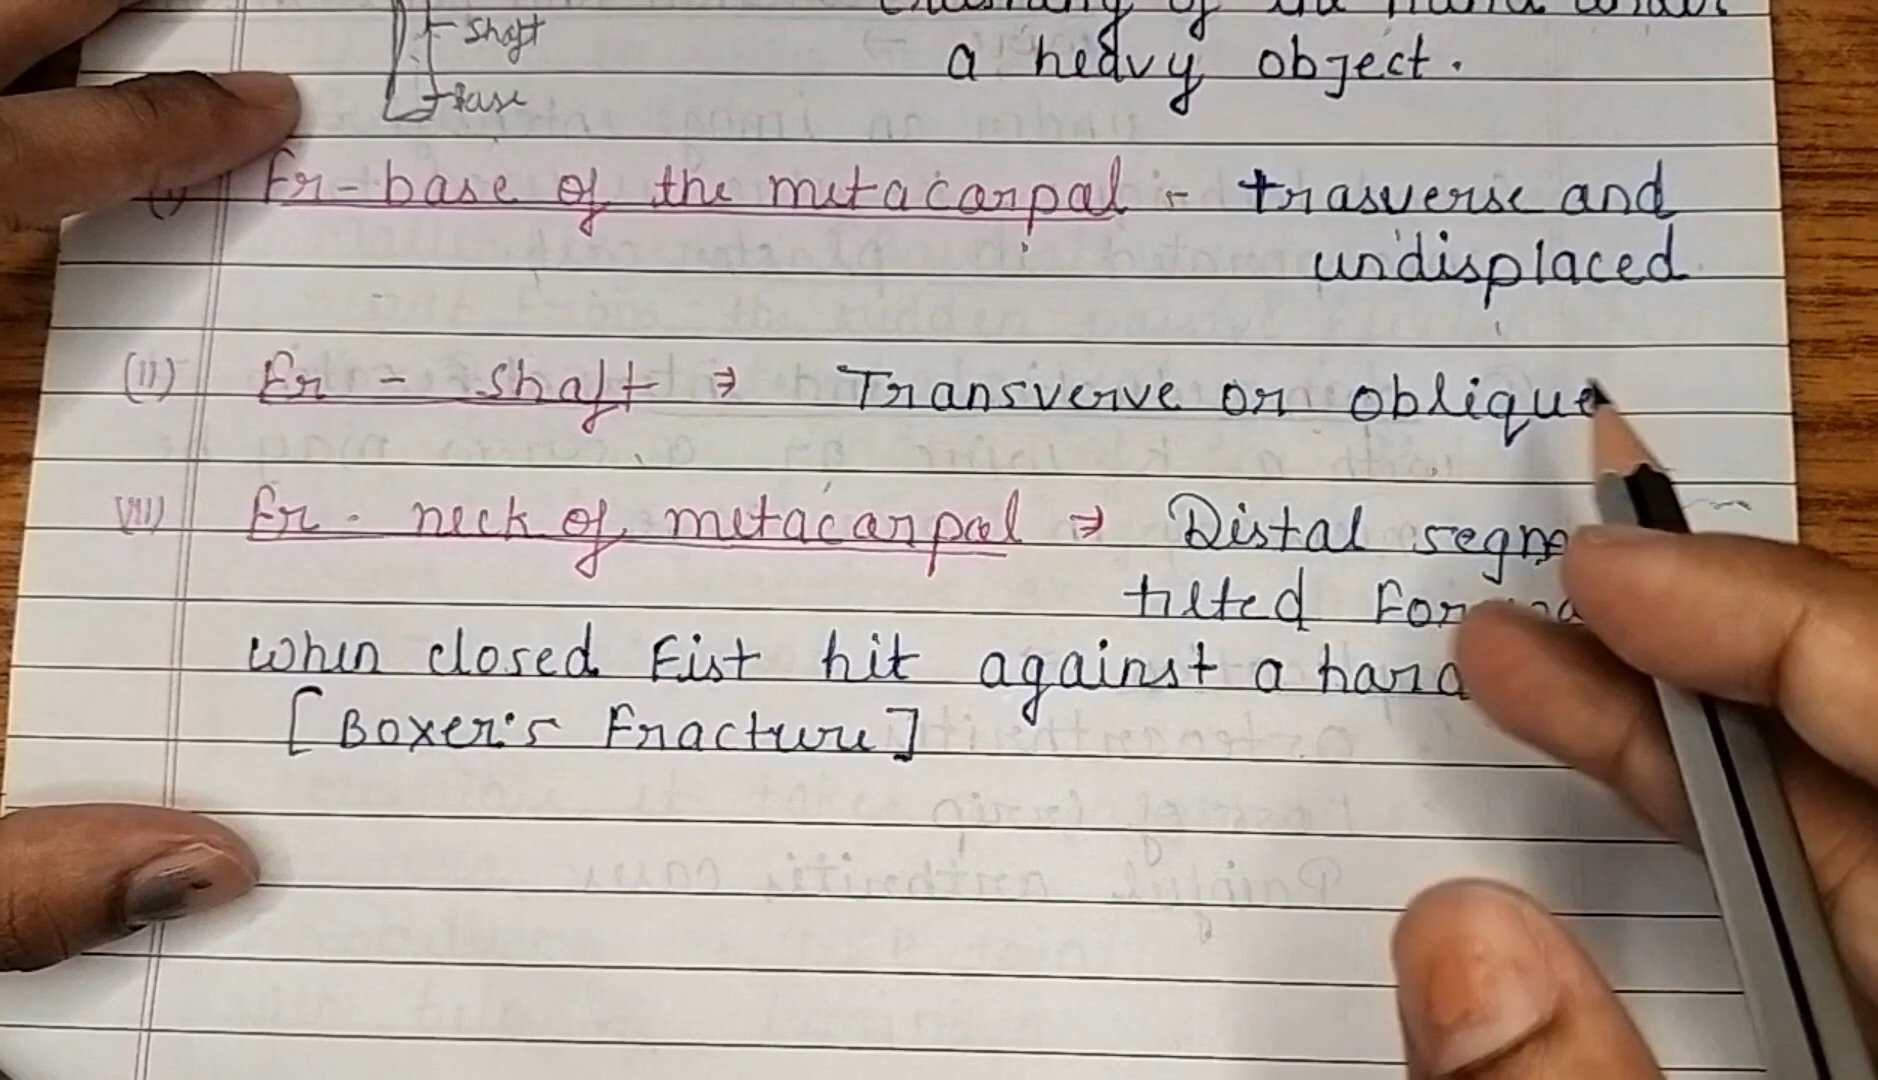 shaft
Base
a heavy object.
(i) Fr - base of the metacarpal - trasverse and
undisplaced
(ii) Fr - shaft ⇒ Transverve or oblique
Fr - neck of metacarpal ⇒ Distal
tilted
when closed Fist hit against a hard
[Boxer's Fracture]